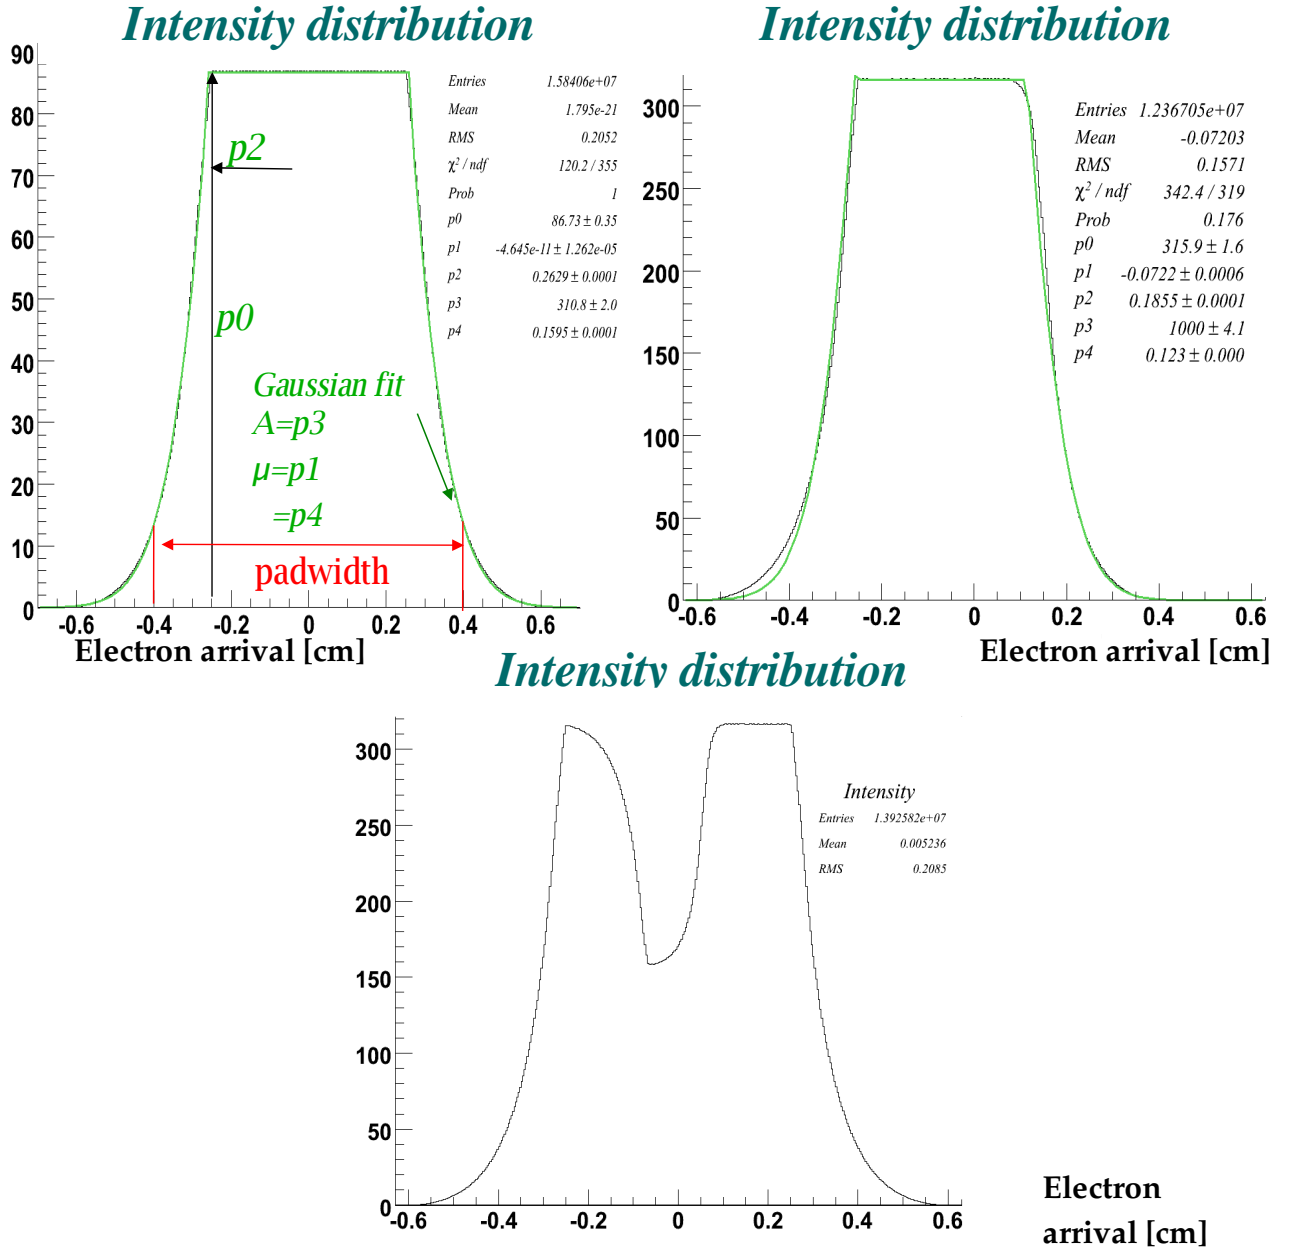 Intensity distribution
90
80
70
60
50
40
30
20
10
0
-0.6
-0.4
-0.2
0
0.2
0.4
0.6
Electron arrival [cm]
p2
p0
Gaussian fit
A=p3
μ=p1
=p4
padwidth
Entries 1.58406e+07
Mean 1.795e-21
RMS 0.2052
χ² / ndf 120.2 / 355
Prob 1
p0 86.73 ± 0.35
p1 -4.645e-11 ± 1.262e-05
p2 0.2629 ± 0.0001
p3 310.8 ± 2.0
p4 0.1595 ± 0.0001
Intensity distribution
300
250
200
150
100
50
0
-0.6
-0.4
-0.2
0
0.2
0.4
0.6
Electron arrival [cm]
Entries 1.236705e+07
Mean -0.07203
RMS 0.1571
χ² / ndf 342.4 / 319
Prob 0.176
p0 315.9 ± 1.6
p1 -0.0722 ± 0.0006
p2 0.1855 ± 0.0001
p3 1000 ± 4.1
p4 0.123 ± 0.000
Intensity distribution
300
250
200
150
100
50
0
-0.6
-0.4
-0.2
0
0.2
0.4
0.6
Intensity
Entries 1.392582e+07
Mean 0.005236
RMS 0.2085
Electron
arrival [cm]